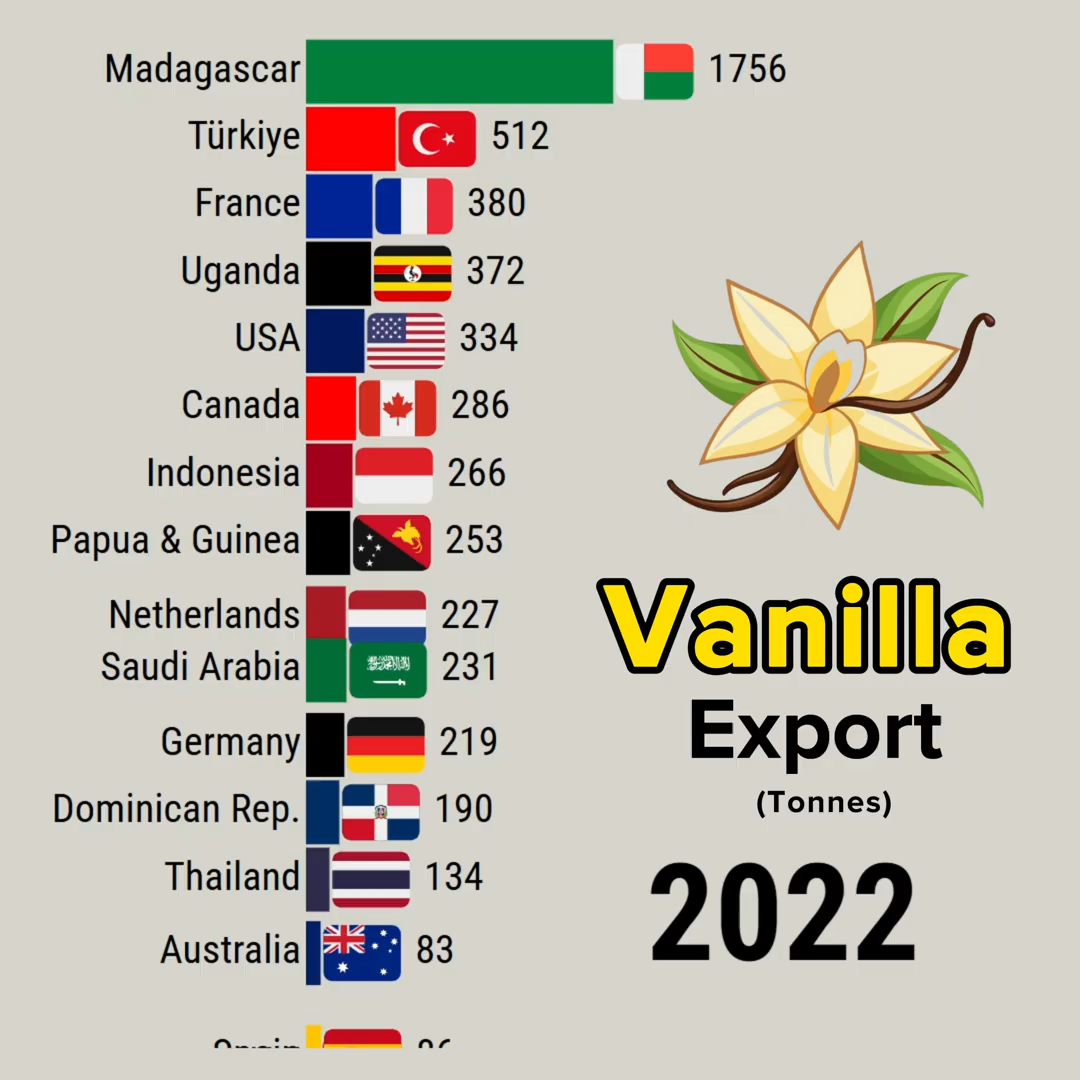 Madagascar 1756
Türkiye 512
France 380
Uganda 372
USA 334
Canada 286
Indonesia 266
Papua & Guinea 253
Netherlands 227
Saudi Arabia 231
Germany 219
Dominican Rep. 190
Thailand 134
Australia 83
Vanilla
Export
(Tonnes)
2022